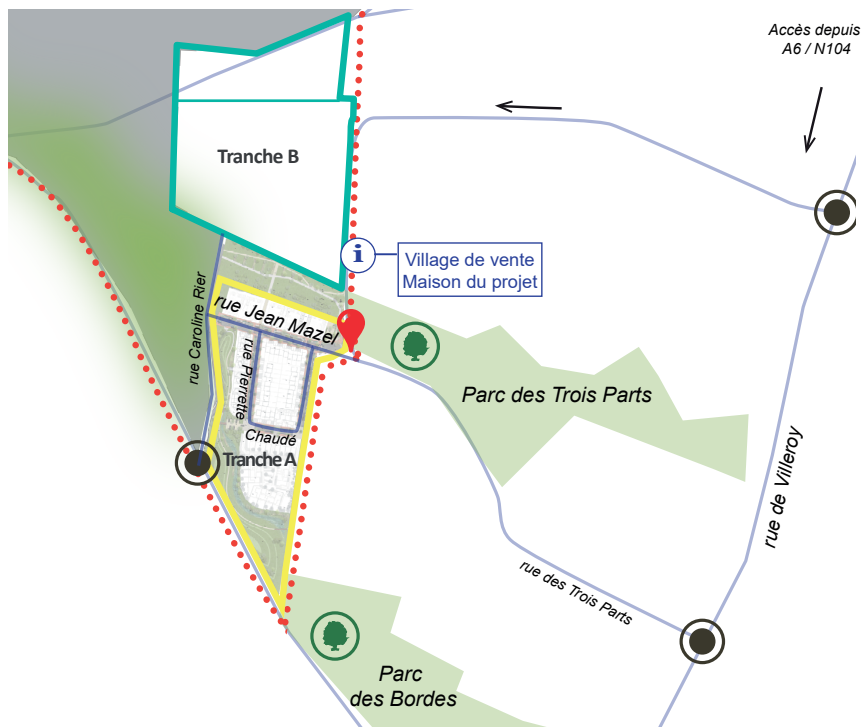 Accès depuis
A6 / N104
Tranche B
i
Village de vente
Maison du projet
rue Caroline Rier
rue Jean Mazel
rue Pierrette
Chaudé
Parc des Trois Parts
Tranche A
rue de Villeroy
rue des Trois Parts
Parc
des Bordes